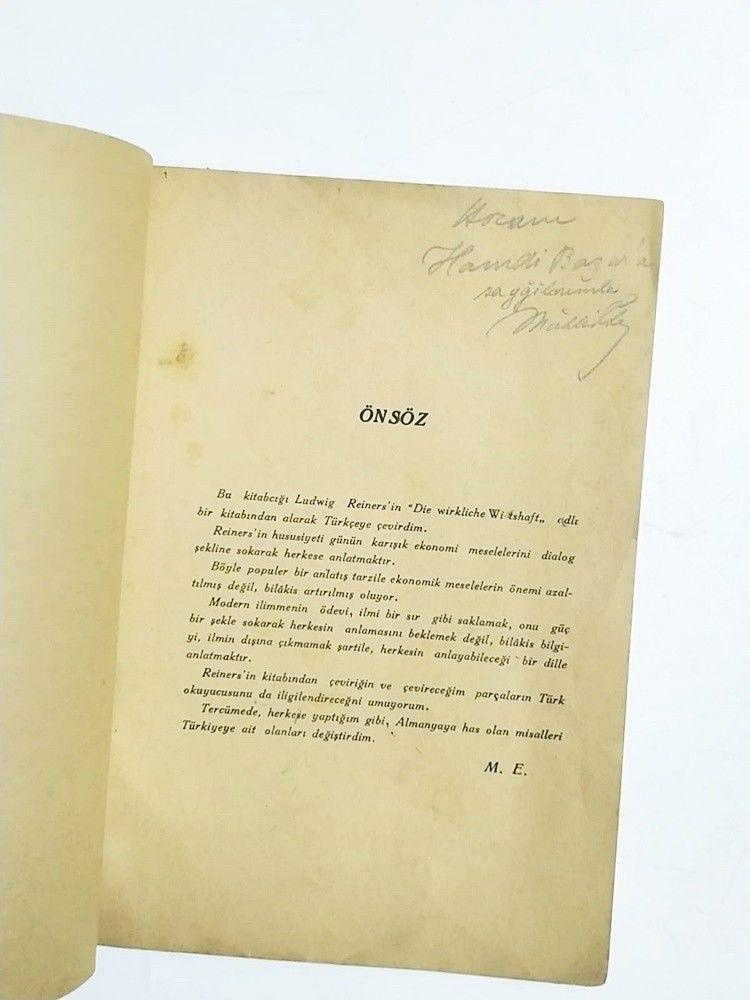 Hocam
Hamdi Başar'a
saygılarımla
ÖNSÖZ
Bu kitabcığı Ludwig Reiners'in "Die wirkliche Wirtshaft„ adlı
bir kitabından alarak Türkçeye çevirdim.
Reiners'in hususiyeti günün karışık ekonomi meselelerini dialog
şekline sokarak herkese anlatmaktır.
Böyle populer bir anlatış tarzile ekonomik meselelerin önemi azal-
tılmış değil, bilâkis artırılmış oluyor.
Modern ilimmenin ödevi, ilmi bir sır gibi saklamak, onu güç
bir şekle sokarak herkesin anlamasını beklemek değil, bilâkis bilgi-
yi, ilmin dışına çıkmamak şartile, herkesin anlayabileceği bir dille
anlatmaktır.
Reiners'in kitabından çeviriğin ve çevireceğim parçaların Türk
okuyucusunu da iligilendireceğni umuyorum.
Tercümede, herkese yaptığım gibi, Almanyaya has olan misalleri
Türkiyeye ait olanları değiştirdim.
M. E.